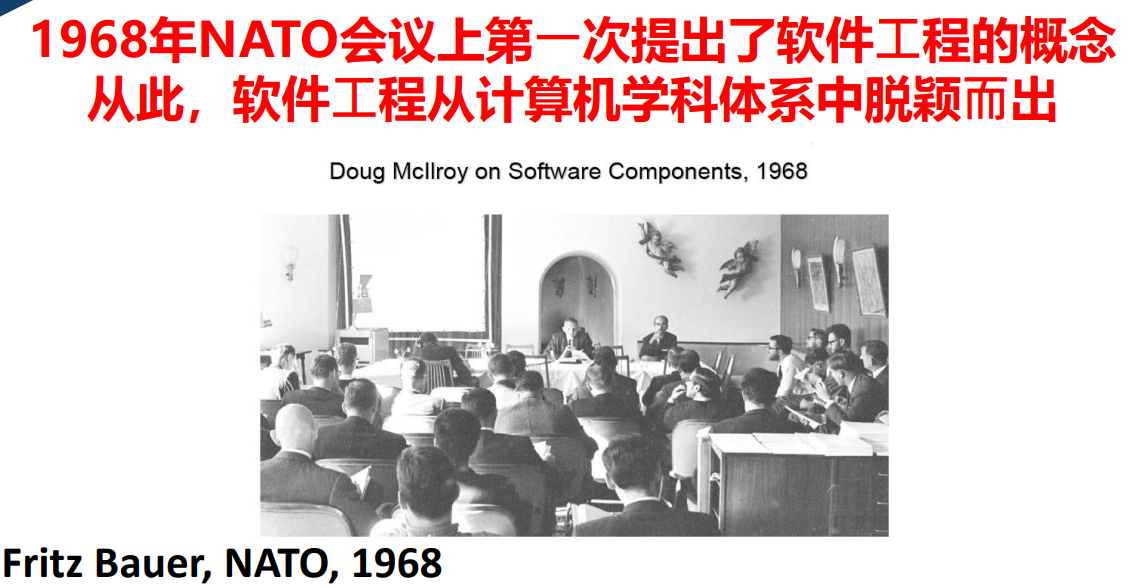 1968年NATO会议上第一次提出了软件工程的概念
从此，软件工程从计算机学科体系中脱颖而出
Doug McIlroy on Software Components, 1968
Fritz Bauer, NATO, 1968